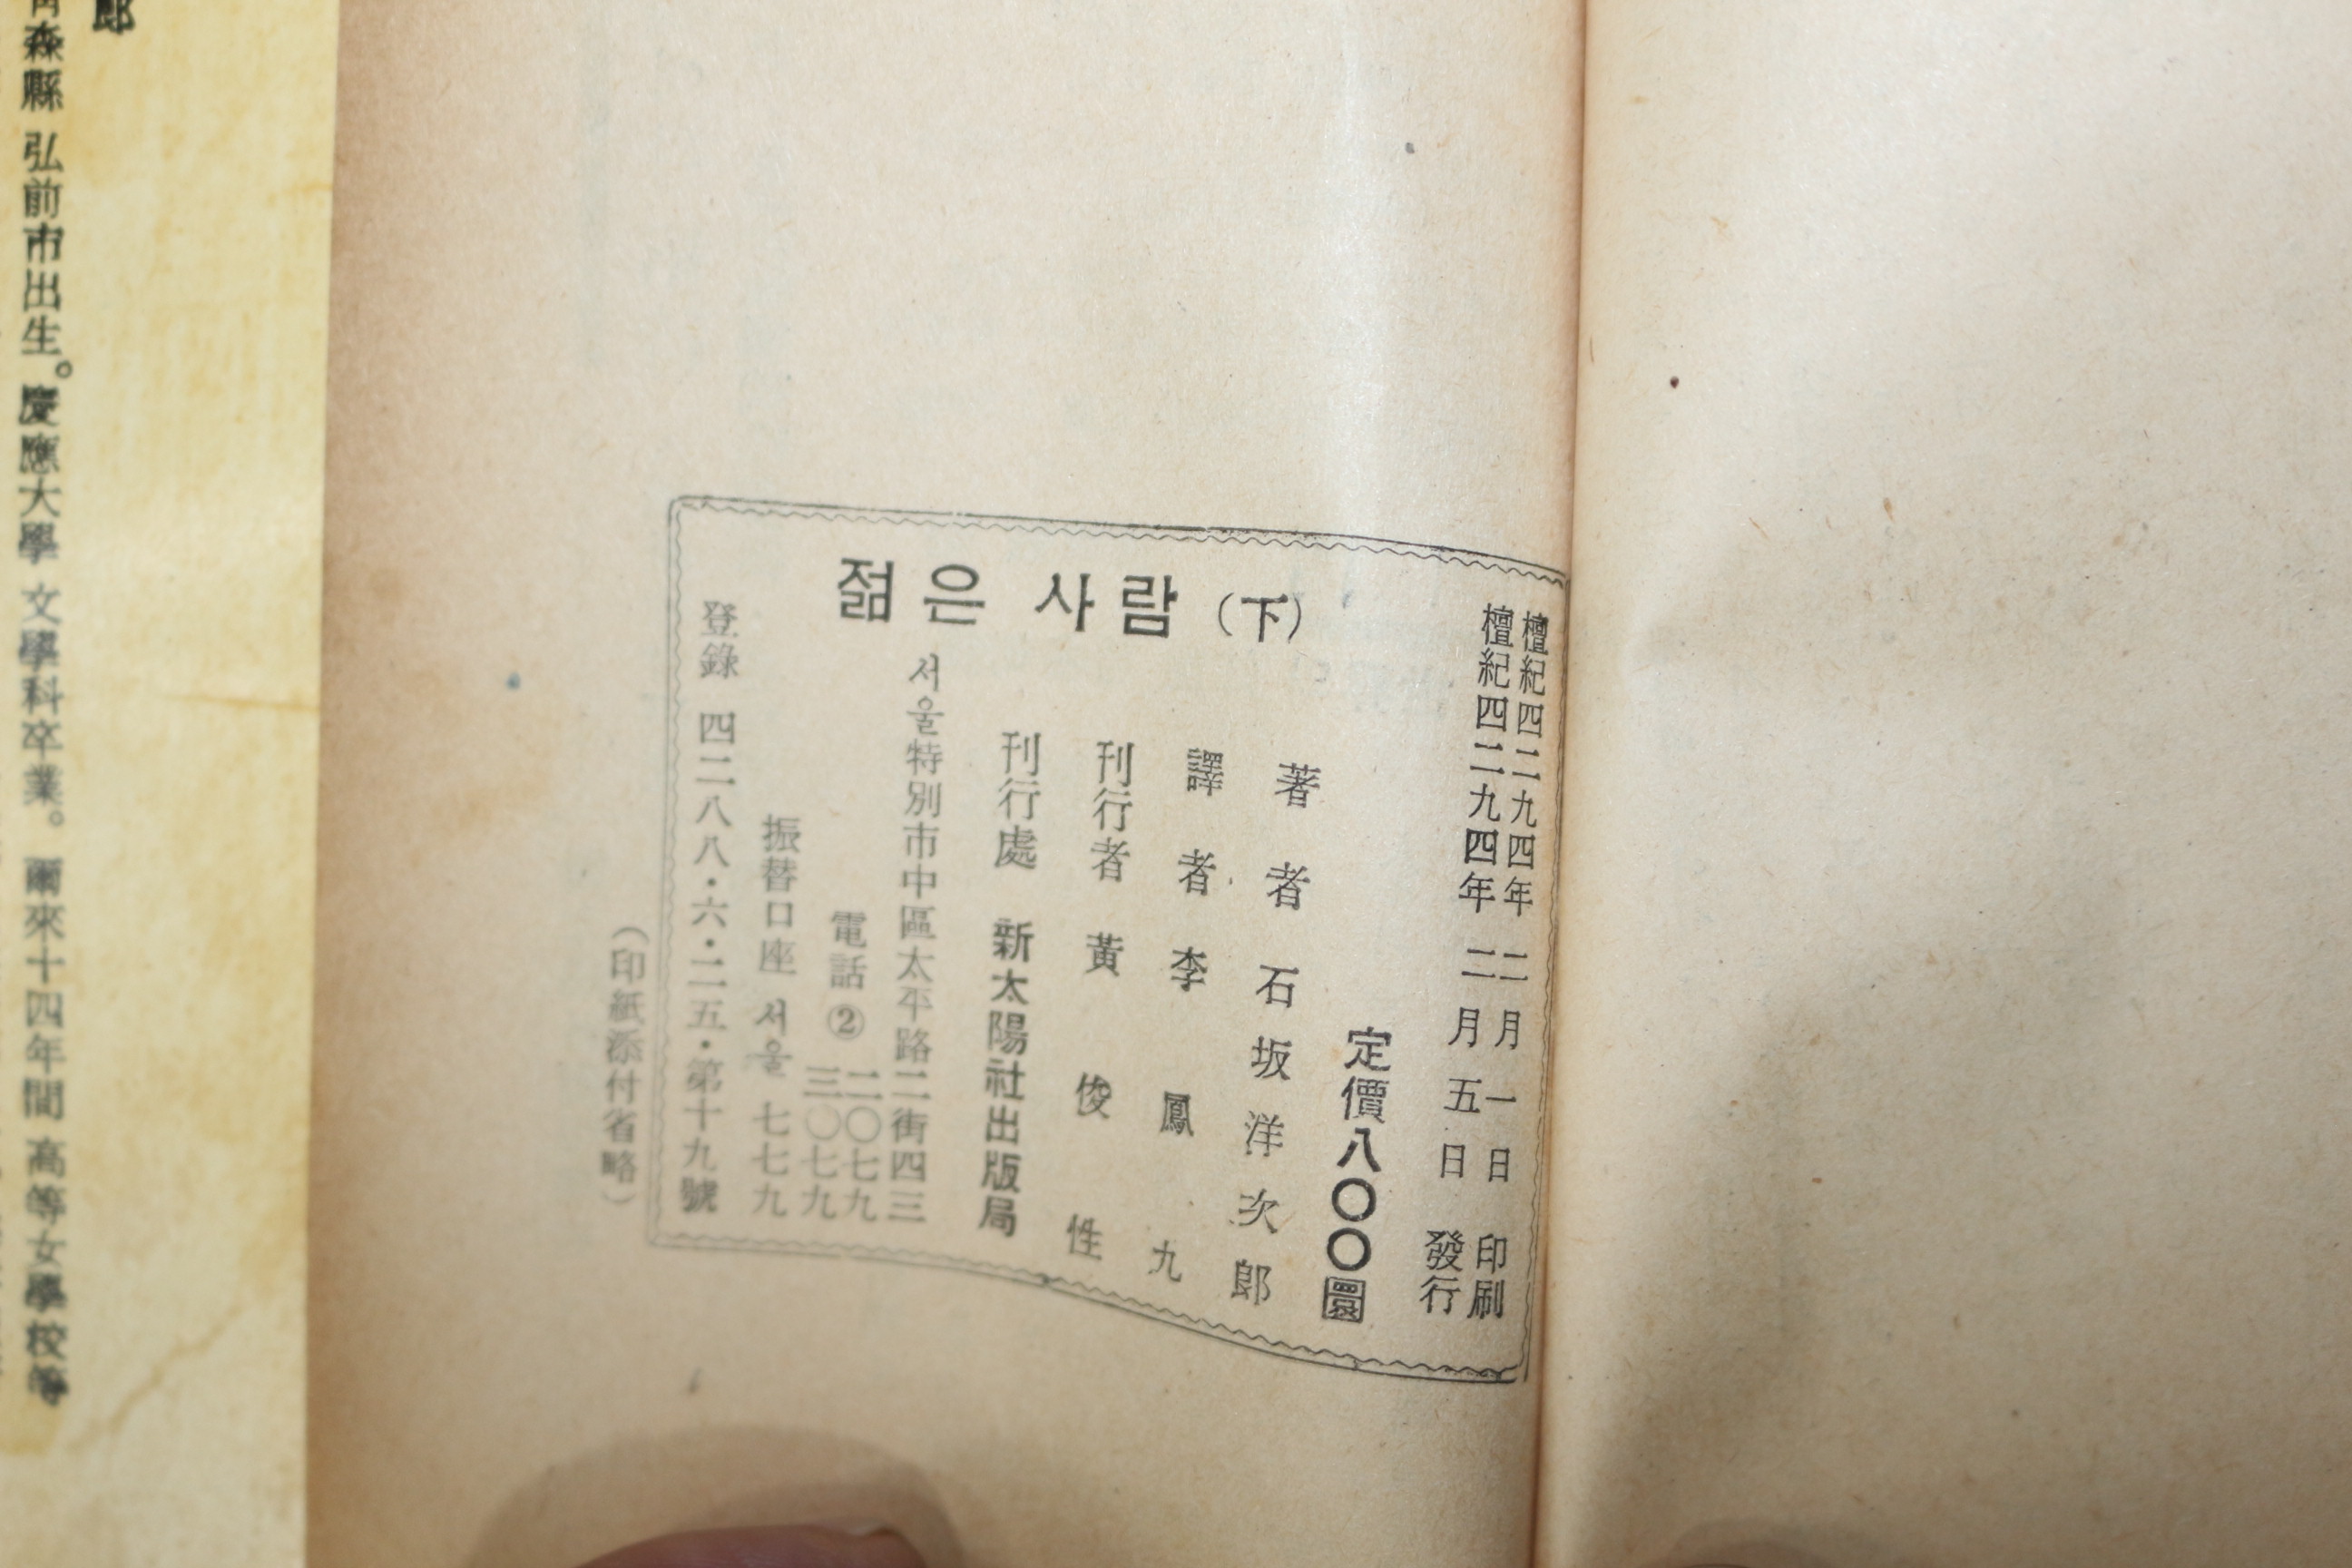 檀紀四二九四年 二月一日 印刷
檀紀四二九四年 二月五日 發行
定價八〇〇圜
젊은 사람 (下)
著者 石坂洋次郎
譯者 李鳳九
刊行者 黃俊性
刊行處 新太陽社出版局
서울特別市中區太平路二街四三
電話② 二〇七九
三〇七九
振替口座 서울 七七九
登錄 四二八八·六·二五·第十九號
(印紙添付省略)
郎
森縣 弘前市出生。慶應大學 文學科卒業。爾來十四年間 高等女學校等